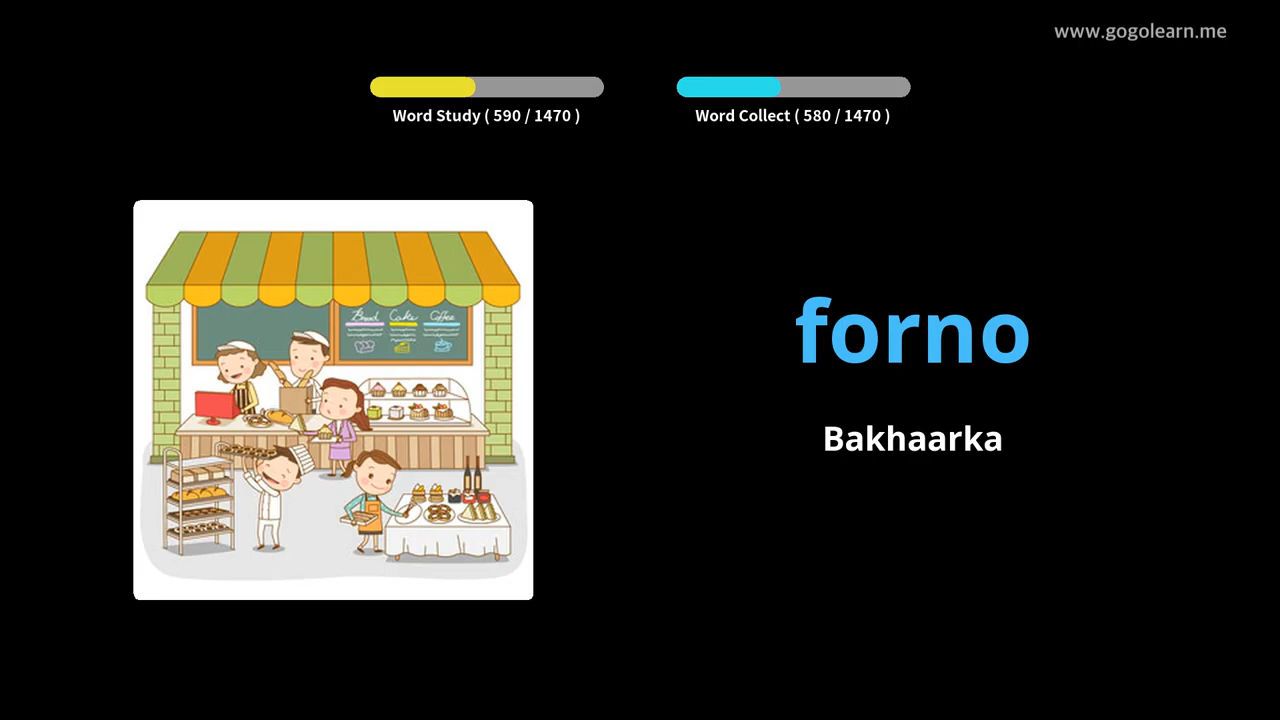 www.gogolearn.me
Word Study ( 590 / 1470 )
Word Collect ( 580 / 1470 )
Bread Cake Coffee
forno
Bakhaarka